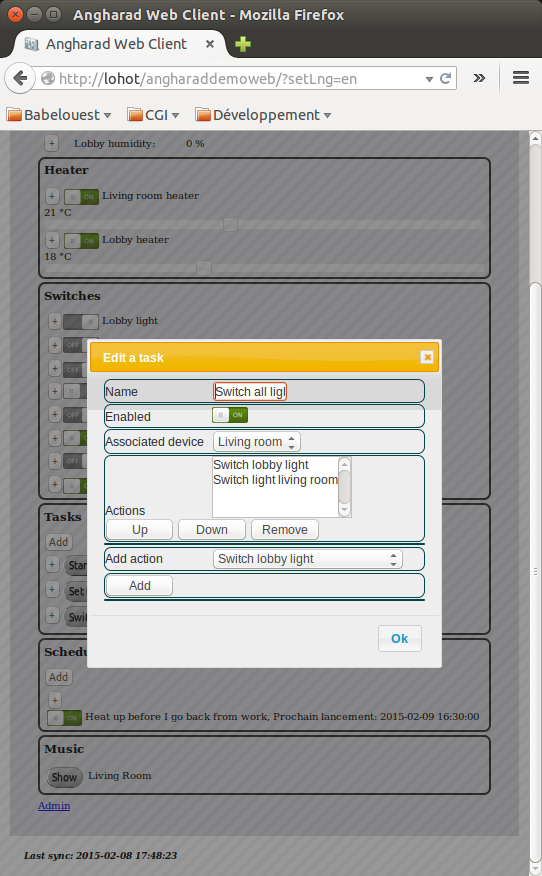 Angharad Web Client - Mozilla Firefox
Angharad Web Client
http://lohot/angharaddemoweb/?setLng=en
Babelouest CGI Développement
+ Lobby humidity: 0 %
Heater
+ ON Living room heater
21 °C
+ ON Lobby heater
18 °C
Switches
+ Lobby light
+ OFF
+ OFF
+
+ OFF
+ ON
+ OFF
+ ON
Edit a task
Name Switch all ligl
Enabled ON
Associated device Living room
Switch lobby light
Switch light living room
Actions
Up Down Remove
Add action Switch lobby light
Add
Ok
Tasks
Add
+ Star
+ Set
+ Swit
Schedu
Add
+
ON Heat up before I go back from work, Prochain lancement: 2015-02-09 16:30:00
Music
Show Living Room
Admin
Last sync: 2015-02-08 17:48:23